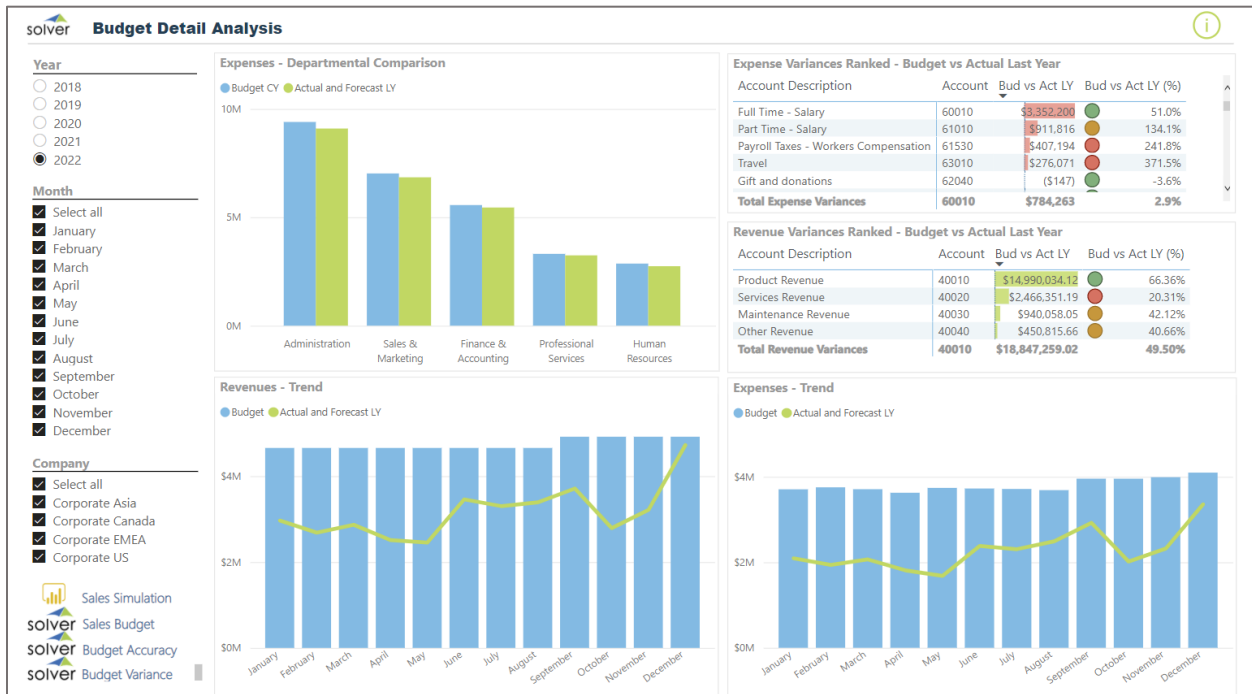 solver Budget Detail Analysis
i
Year
2018
2019
2020
2021
2022
Month
Select all
January
February
March
April
May
June
July
August
September
October
November
December
Company
Select all
Corporate Asia
Corporate Canada
Corporate EMEA
Corporate US
Sales Simulation
solver Sales Budget
solver Budget Accuracy
solver Budget Variance
Expenses - Departmental Comparison
Budget CY Actual and Forecast LY
10M
5M
0M
Administration Sales & Marketing Finance & Accounting Professional Services Human Resources
Expense Variances Ranked - Budget vs Actual Last Year
Account Description Account Bud vs Act LY Bud vs Act LY (%)
Full Time - Salary 60010 $3,352,200 51.0%
Part Time - Salary 61010 $911,816 134.1%
Payroll Taxes - Workers Compensation 61530 $407,194 241.8%
Travel 63010 $276,071 371.5%
Gift and donations 62040 ($147) -3.6%
Total Expense Variances 60010 $784,263 2.9%
Revenue Variances Ranked - Budget vs Actual Last Year
Account Description Account Bud vs Act LY Bud vs Act LY (%)
Product Revenue 40010 $14,990,034.12 66.36%
Services Revenue 40020 $2,466,351.19 20.31%
Maintenance Revenue 40030 $940,058.05 42.12%
Other Revenue 40040 $450,815.66 40.66%
Total Revenue Variances 40010 $18,847,259.02 49.50%
Revenues - Trend
Budget Actual and Forecast LY
$4M
$2M
$0M
January February March April May June July August September October November December
Expenses - Trend
Budget Actual and Forecast LY
$4M
$2M
$0M
January February March April May June July August September October November December